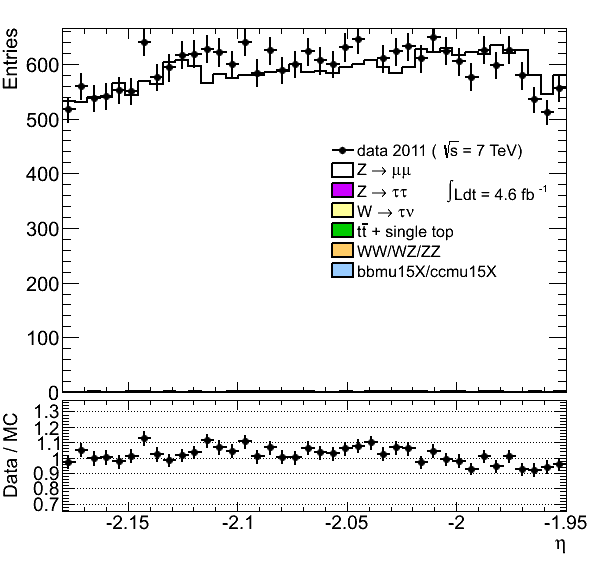 Entries
600
500
400
300
200
100
0
data 2011 ( √s = 7 TeV)
Z → μμ
Z → ττ
∫Ldt = 4.6 fb⁻¹
W → τν
tt̅ + single top
WW/WZ/ZZ
bbmu15X/ccmu15X
Data / MC
1.3
1.2
1.1
1
0.9
0.8
0.7
-2.15 -2.1 -2.05 -2 -1.95
η